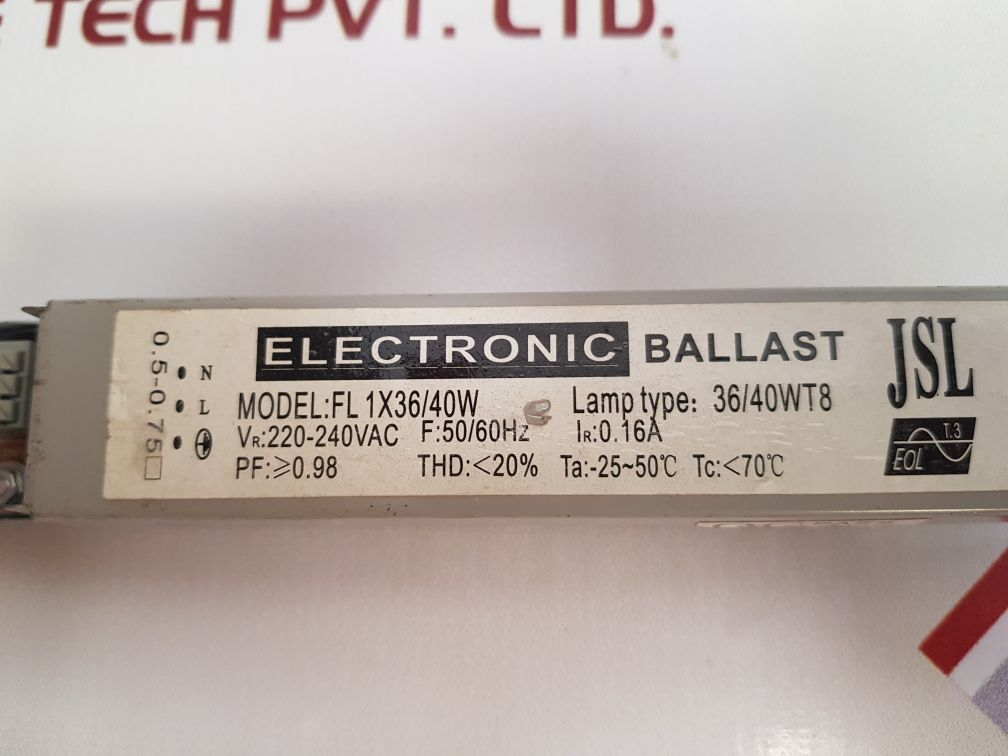 E TECH PVT. LTD.
ELECTRONIC BALLAST
JSL
MODEL:FL 1X36/40W Lamp type: 36/40WT8
VR:220-240VAC F:50/60Hz IR:0.16A
PF:≥0.98 THD:<20% Ta:-25~50℃ Tc:<70℃
T.3
EOL
N
L
0.5-0.75□